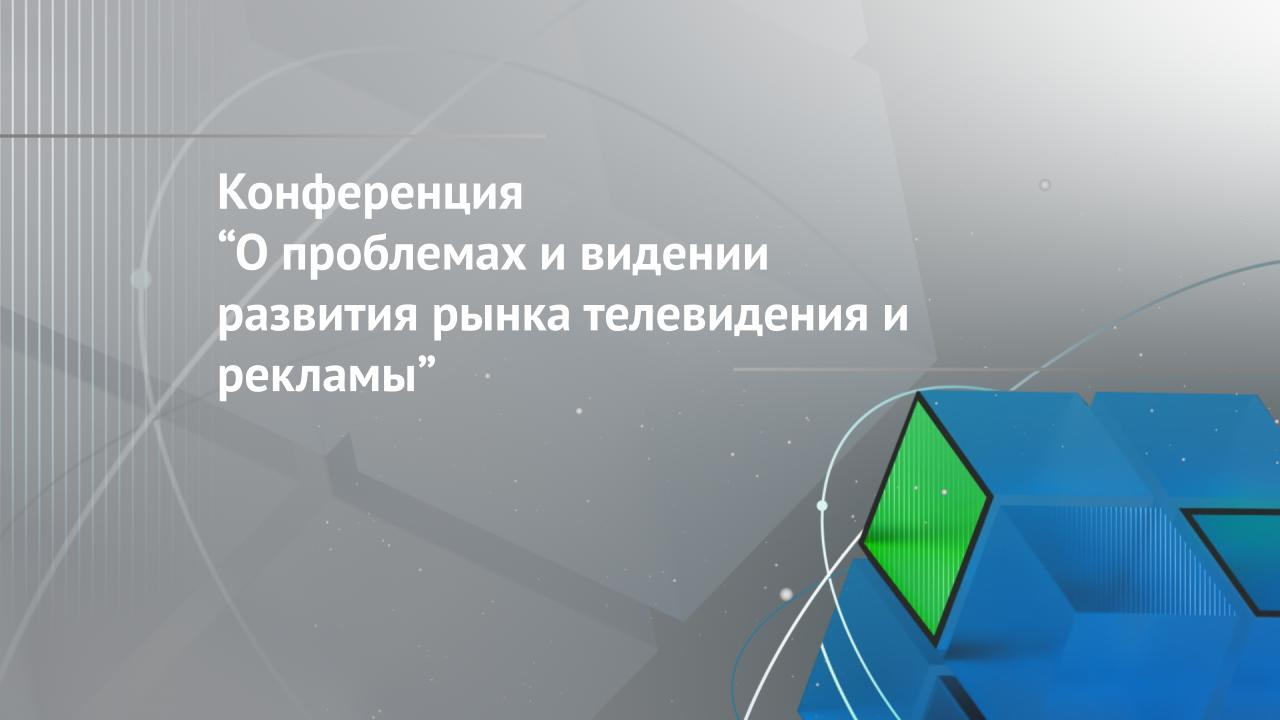 Конференция
“О проблемах и видении
развития рынка телевидения и
рекламы”